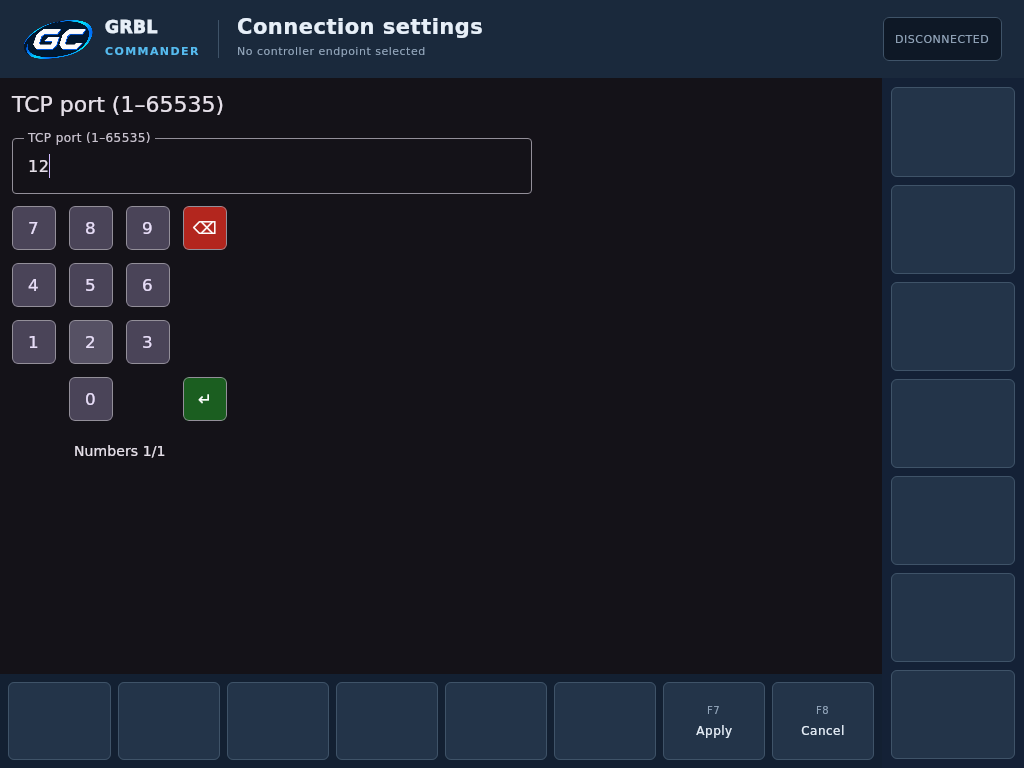 GC
GRBL
COMMANDER
Connection settings
No controller endpoint selected
DISCONNECTED
TCP port (1–65535)
TCP port (1–65535)
12
7 8 9 ⌫
4 5 6
1 2 3
0 ↵
Numbers 1/1
F7
Apply
F8
Cancel